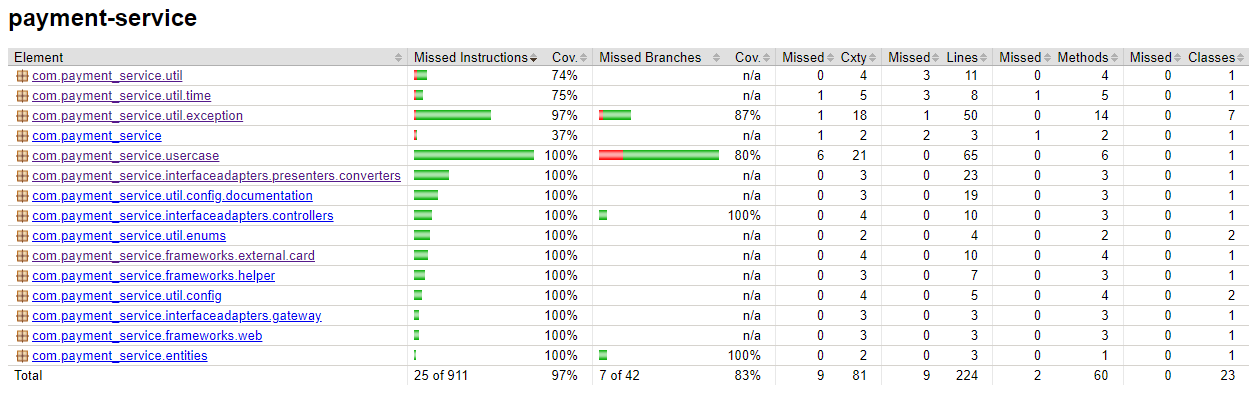 payment-service
Element Missed Instructions Cov. Missed Branches Cov. Missed Cxty Missed Lines Missed Methods Missed Classes
com.payment_service.util 74% n/a 0 4 3 11 0 4 0 1
com.payment_service.util.time 75% n/a 1 5 3 8 1 5 0 1
com.payment_service.util.exception 97% 87% 1 18 1 50 0 14 0 7
com.payment_service 37% n/a 1 2 2 3 1 2 0 1
com.payment_service.usercase 100% 80% 6 21 0 65 0 6 0 1
com.payment_service.interfaceadapters.presenters.converters 100% n/a 0 3 0 23 0 3 0 1
com.payment_service.util.config.documentation 100% n/a 0 3 0 19 0 3 0 1
com.payment_service.interfaceadapters.controllers 100% 100% 0 4 0 10 0 3 0 1
com.payment_service.util.enums 100% n/a 0 2 0 4 0 2 0 2
com.payment_service.frameworks.external.card 100% n/a 0 4 0 10 0 4 0 1
com.payment_service.frameworks.helper 100% n/a 0 3 0 7 0 3 0 1
com.payment_service.util.config 100% n/a 0 4 0 5 0 4 0 2
com.payment_service.interfaceadapters.gateway 100% n/a 0 3 0 3 0 3 0 1
com.payment_service.frameworks.web 100% n/a 0 3 0 3 0 3 0 1
com.payment_service.entities 100% 100% 0 2 0 3 0 1 0 1
Total 25 of 911 97% 7 of 42 83% 9 81 9 224 2 60 0 23